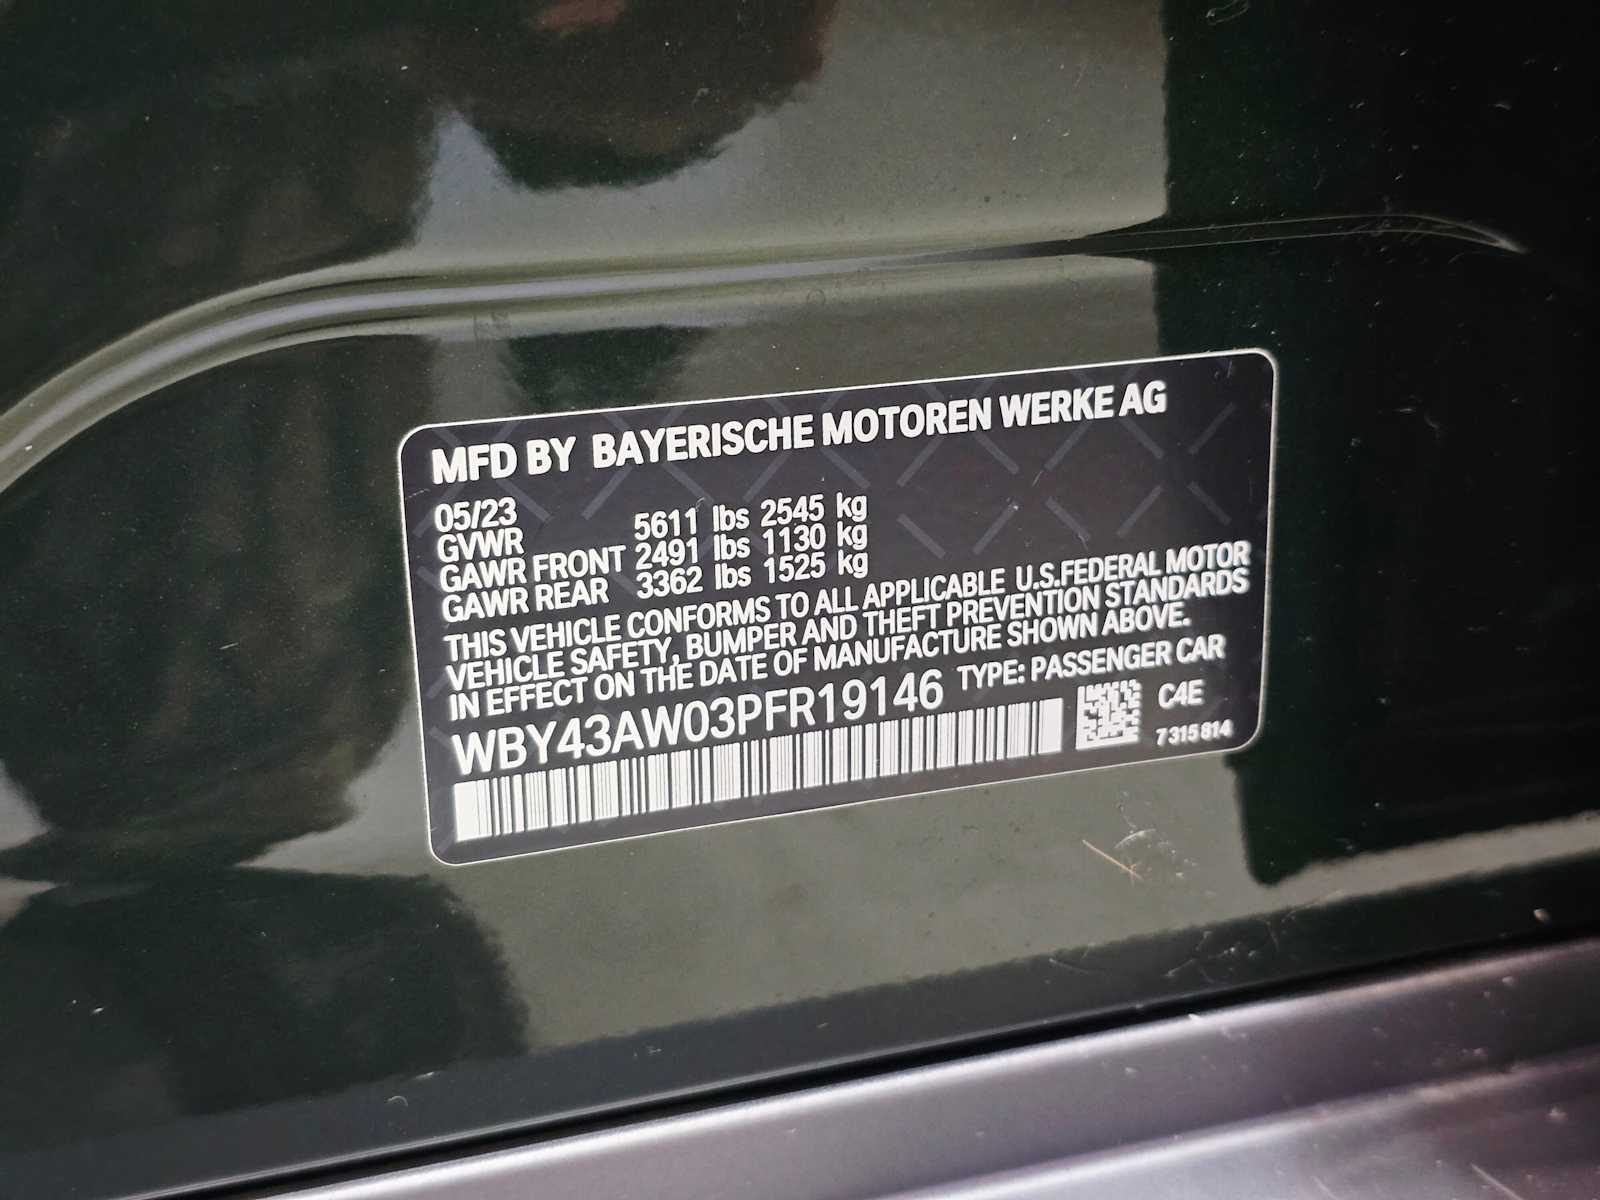 MFD BY BAYERISCHE MOTOREN WERKE AG
05/23
GVWR 5611 lbs 2545 kg
GAWR FRONT 2491 lbs 1130 kg
GAWR REAR 3362 lbs 1525 kg
THIS VEHICLE CONFORMS TO ALL APPLICABLE U.S.FEDERAL MOTOR
VEHICLE SAFETY, BUMPER AND THEFT PREVENTION STANDARDS
IN EFFECT ON THE DATE OF MANUFACTURE SHOWN ABOVE.
WBY43AW03PFR19146 TYPE: PASSENGER CAR
C4E
7 315 814